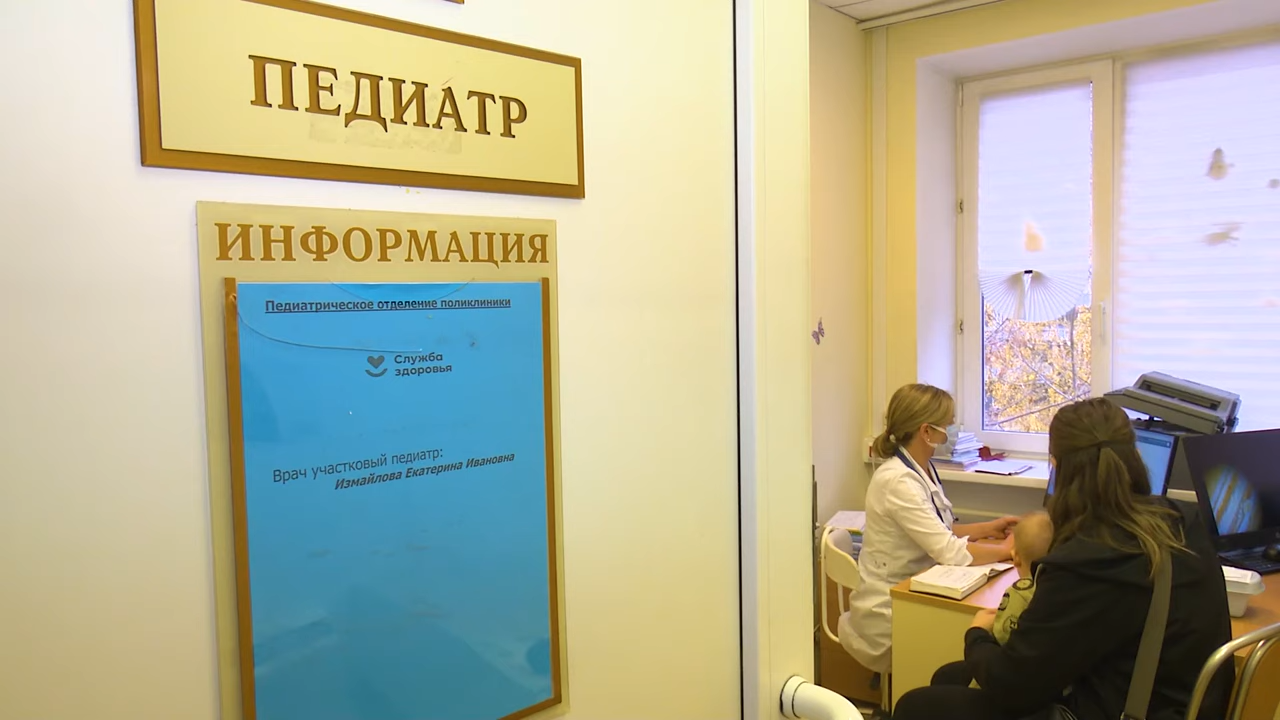 ПЕДИАТР
ИНФОРМАЦИЯ
Педиатрическое отделение поликлиники
Служба
здоровья
Врач участковый педиатр:
Измайлова Екатерина Ивановна